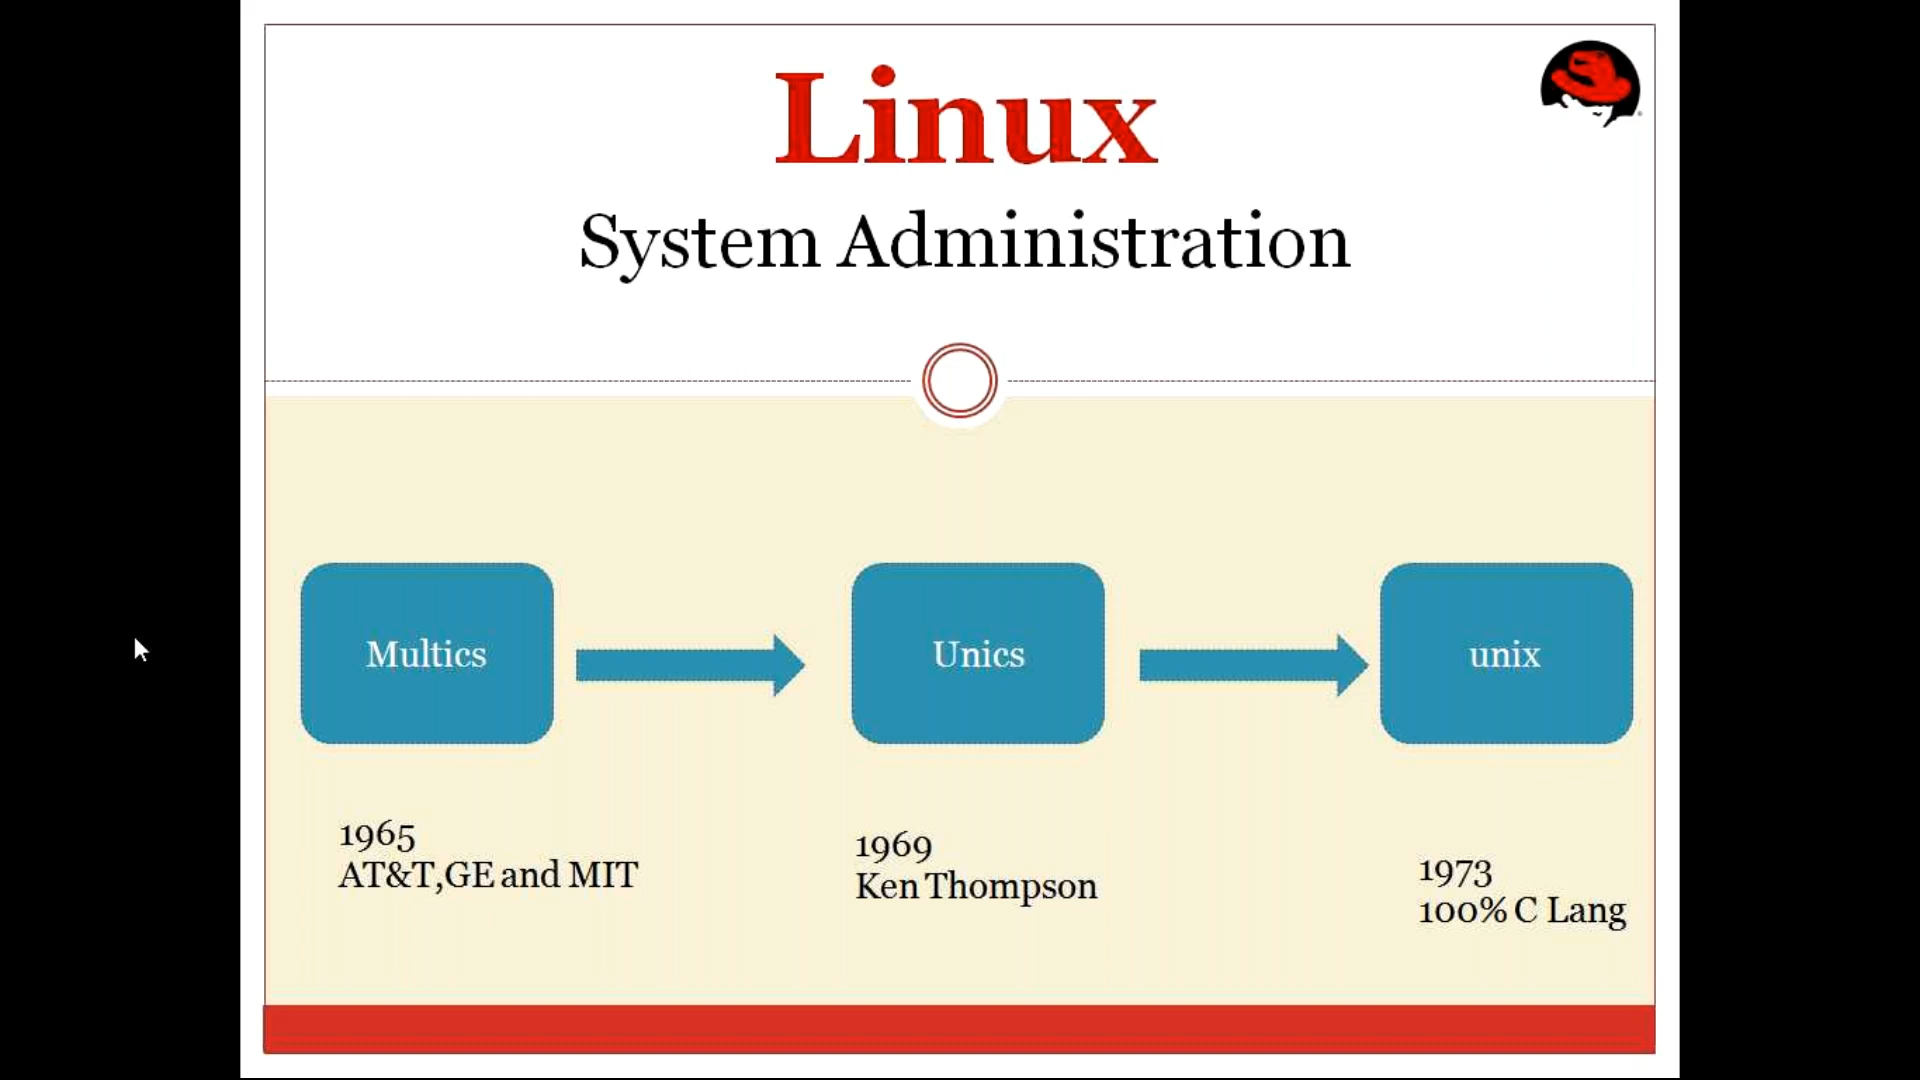 Linux
System Administration
Multics
Unics
unix
1965
AT&T,GE and MIT
1969
Ken Thompson
1973
100% C Lang